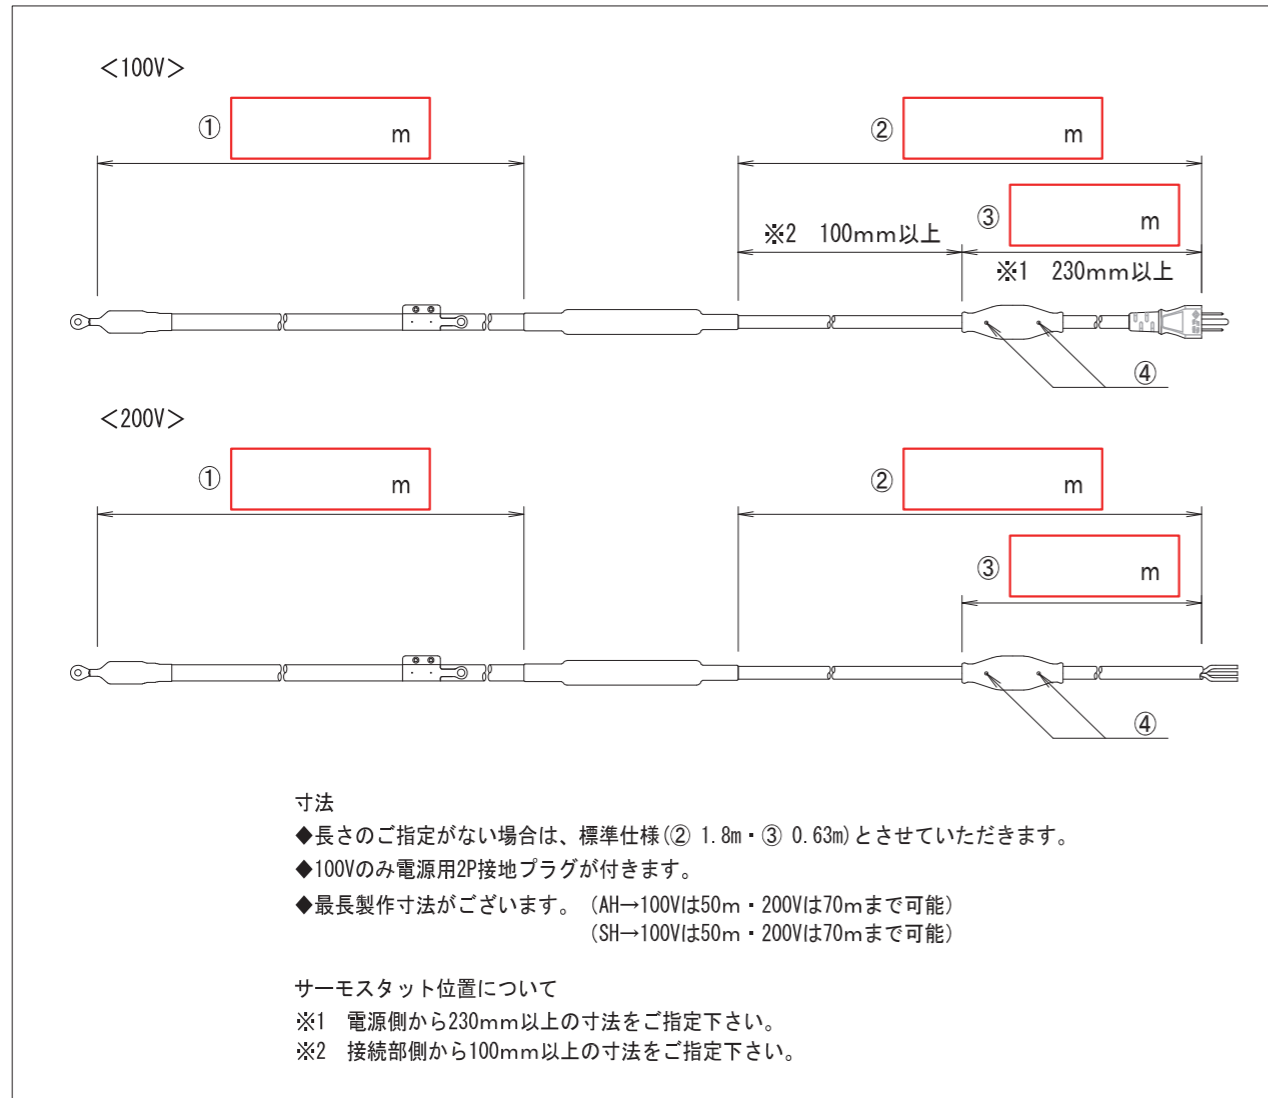 ＜100V＞
① m
② m
③ m
※2　100mm以上
※1　230mm以上
④
＜200V＞
① m
② m
③ m
④
寸法
◆長さのご指定がない場合は、標準仕様(② 1.8m・③ 0.63m)とさせていただきます。
◆100Vのみ電源用2P接地プラグが付きます。
◆最長製作寸法がございます。（AH→100Vは50m・200Vは70mまで可能）
（SH→100Vは50m・200Vは70mまで可能）
サーモスタット位置について
※1　電源側から230mm以上の寸法をご指定下さい。
※2　接続部側から100mm以上の寸法をご指定下さい。